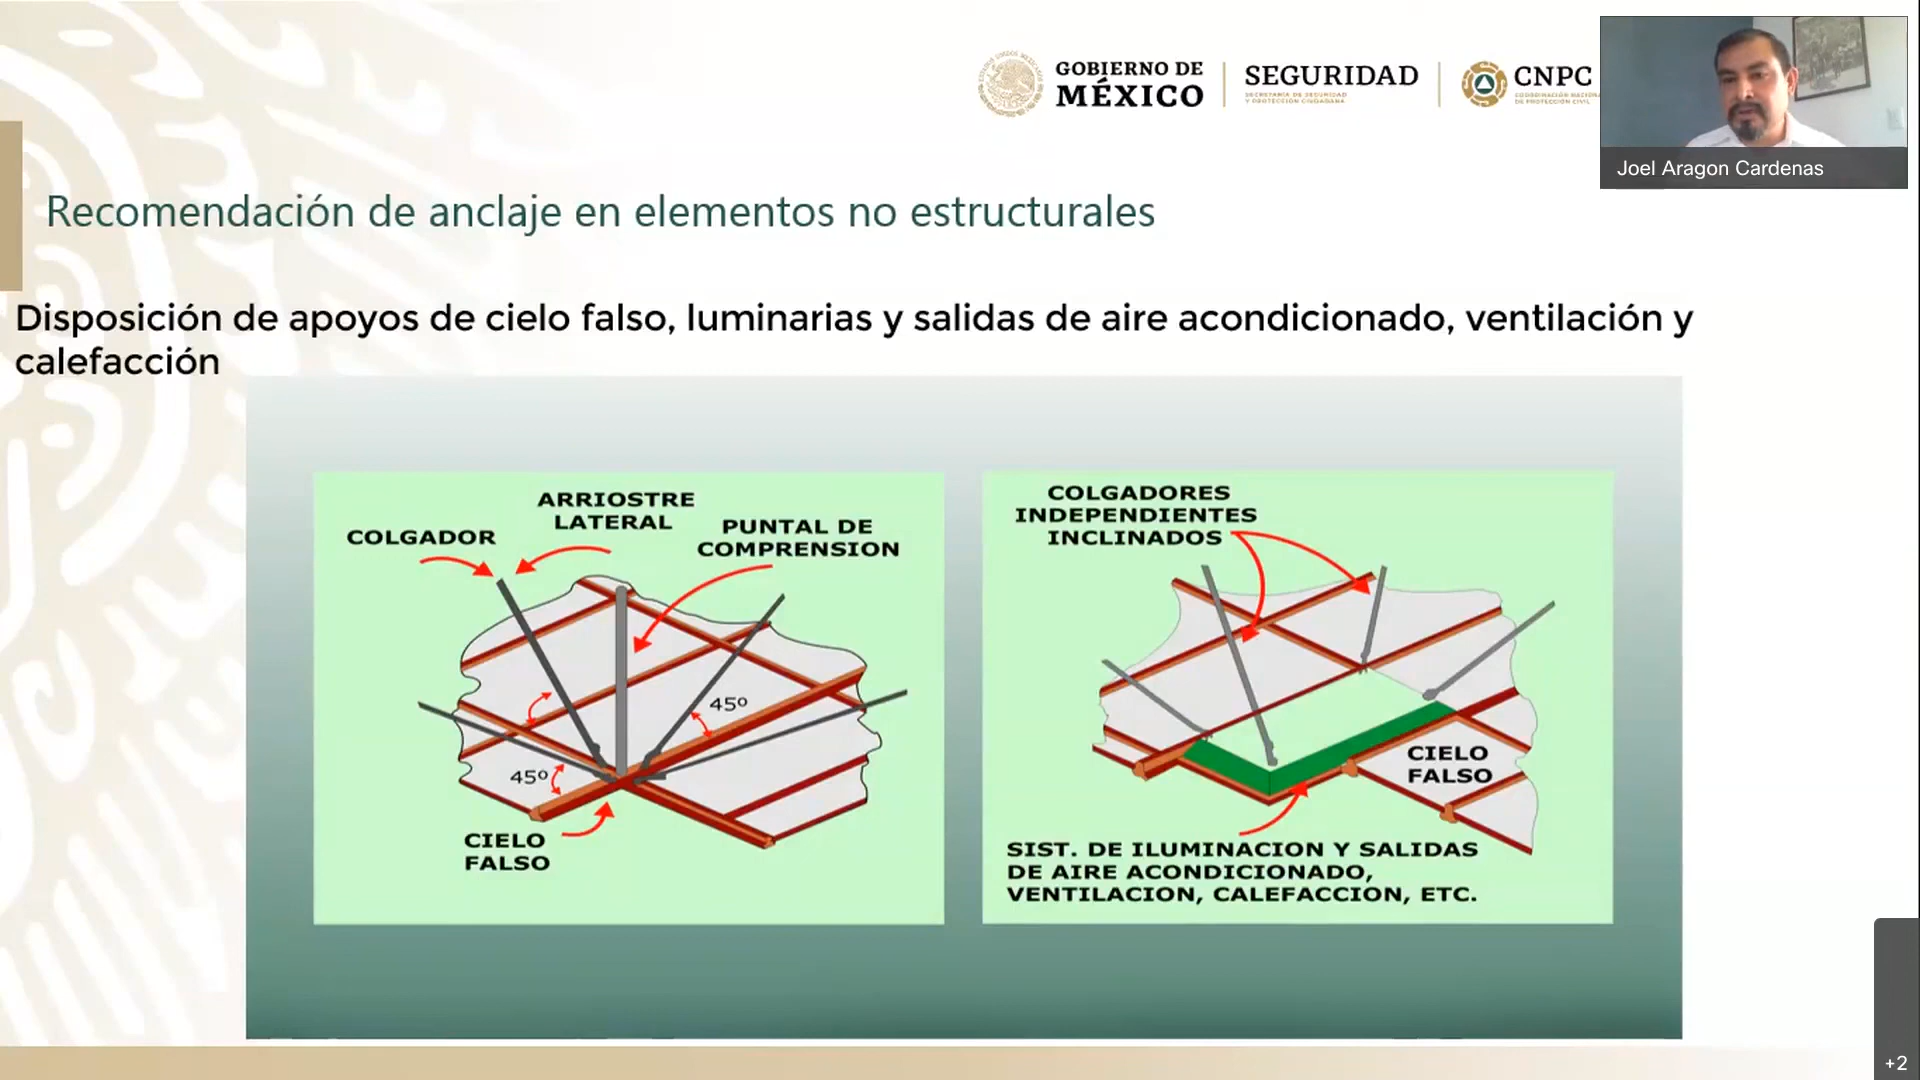 GOBIERNO DE
MÉXICO
SEGURIDAD
SECRETARÍA DE SEGURIDAD
Y PROTECCIÓN CIUDADANA
CNPC
COORDINACIÓN NACIONAL
DE PROTECCIÓN CIVIL
Joel Aragon Cardenas
Recomendación de anclaje en elementos no estructurales
Disposición de apoyos de cielo falso, luminarias y salidas de aire acondicionado, ventilación y
calefacción
COLGADOR
ARRIOSTRE
LATERAL
PUNTAL DE
COMPRENSION
45º
45º
CIELO
FALSO
COLGADORES
INDEPENDIENTES
INCLINADOS
CIELO
FALSO
SIST. DE ILUMINACION Y SALIDAS
DE AIRE ACONDICIONADO,
VENTILACION, CALEFACCION, ETC.
+2